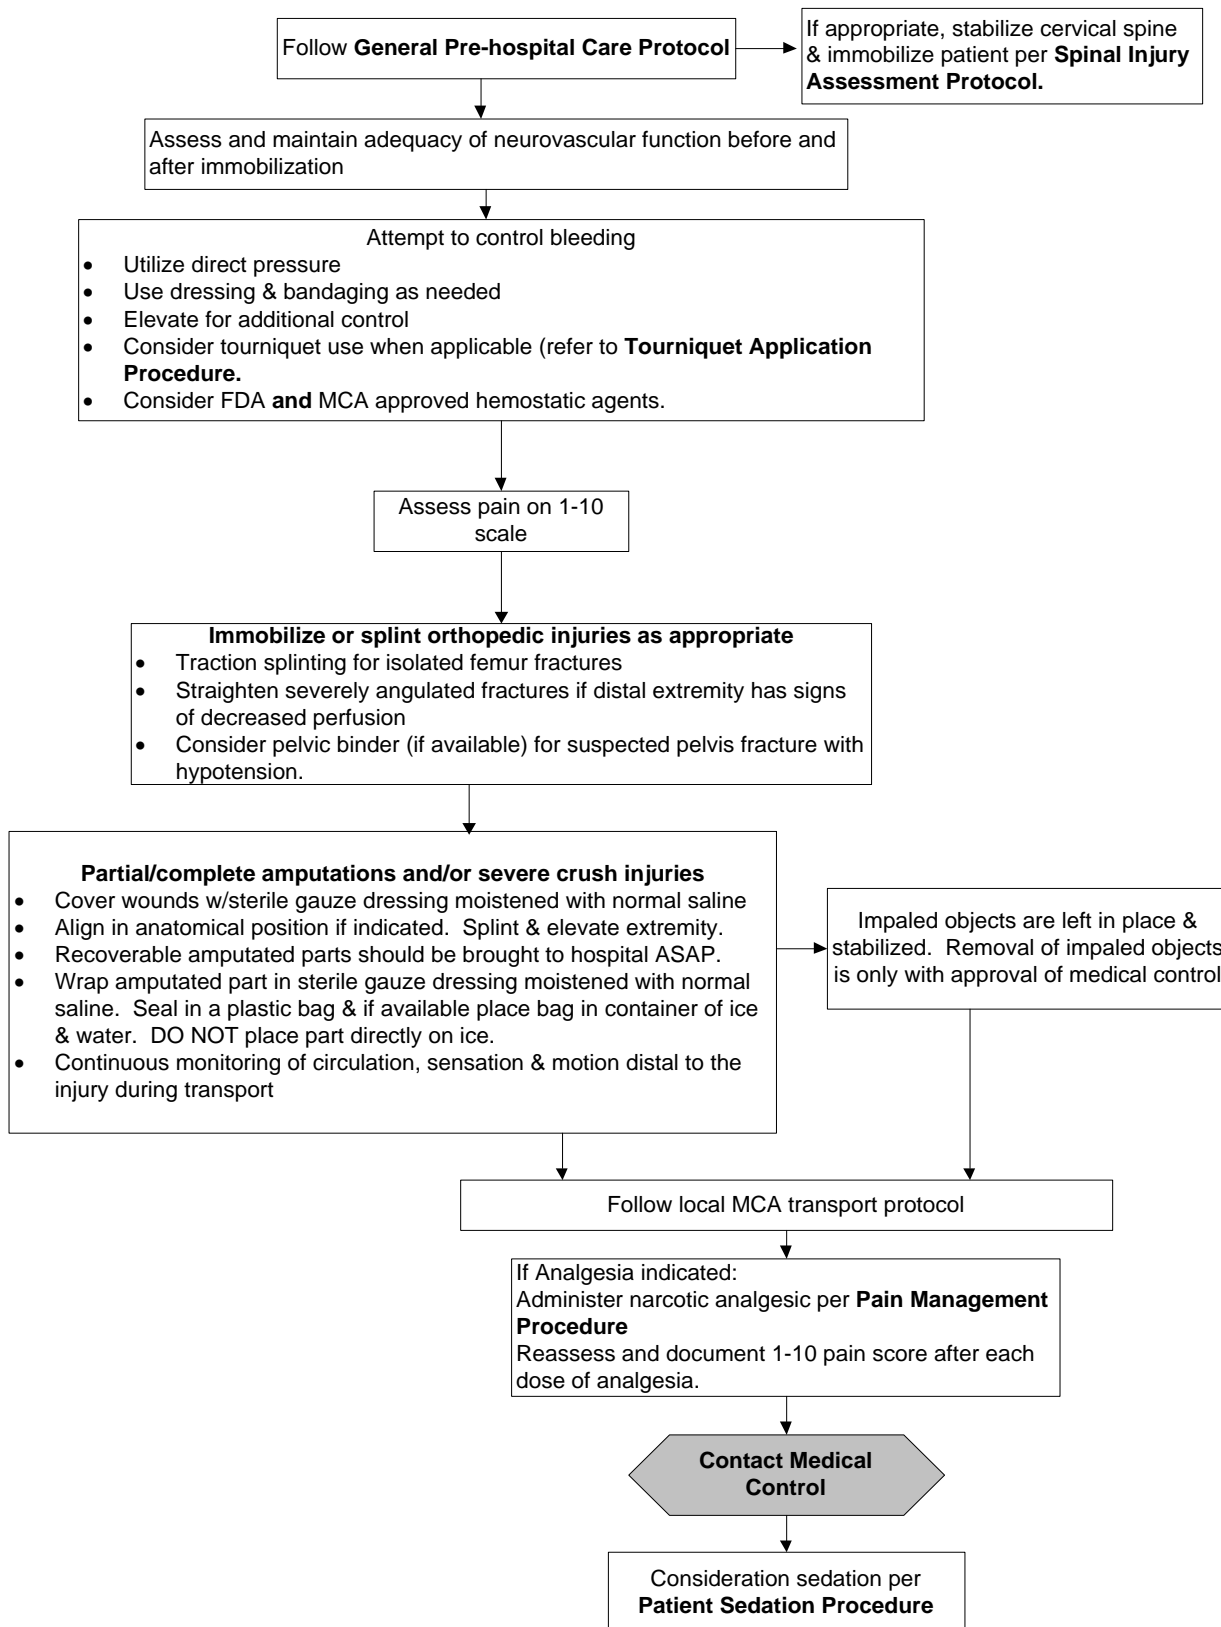 Follow General Pre-hospital Care Protocol
If appropriate, stabilize cervical spine
& immobilize patient per Spinal Injury
Assessment Protocol.
Assess and maintain adequacy of neurovascular function before and
after immobilization
Attempt to control bleeding
• Utilize direct pressure
• Use dressing & bandaging as needed
• Elevate for additional control
• Consider tourniquet use when applicable (refer to Tourniquet Application
Procedure.
• Consider FDA and MCA approved hemostatic agents.
Assess pain on 1-10
scale
Immobilize or splint orthopedic injuries as appropriate
• Traction splinting for isolated femur fractures
• Straighten severely angulated fractures if distal extremity has signs
of decreased perfusion
• Consider pelvic binder (if available) for suspected pelvis fracture with
hypotension.
Partial/complete amputations and/or severe crush injuries
• Cover wounds w/sterile gauze dressing moistened with normal saline
• Align in anatomical position if indicated.  Splint & elevate extremity.
• Recoverable amputated parts should be brought to hospital ASAP.
• Wrap amputated part in sterile gauze dressing moistened with normal
saline.  Seal in a plastic bag & if available place bag in container of ice
& water.  DO NOT place part directly on ice.
• Continuous monitoring of circulation, sensation & motion distal to the
injury during transport
Impaled objects are left in place &
stabilized.  Removal of impaled objects
is only with approval of medical control
Follow local MCA transport protocol
If Analgesia indicated:
Administer narcotic analgesic per Pain Management
Procedure
Reassess and document 1-10 pain score after each
dose of analgesia.
Contact Medical
Control
Consideration sedation per
Patient Sedation Procedure